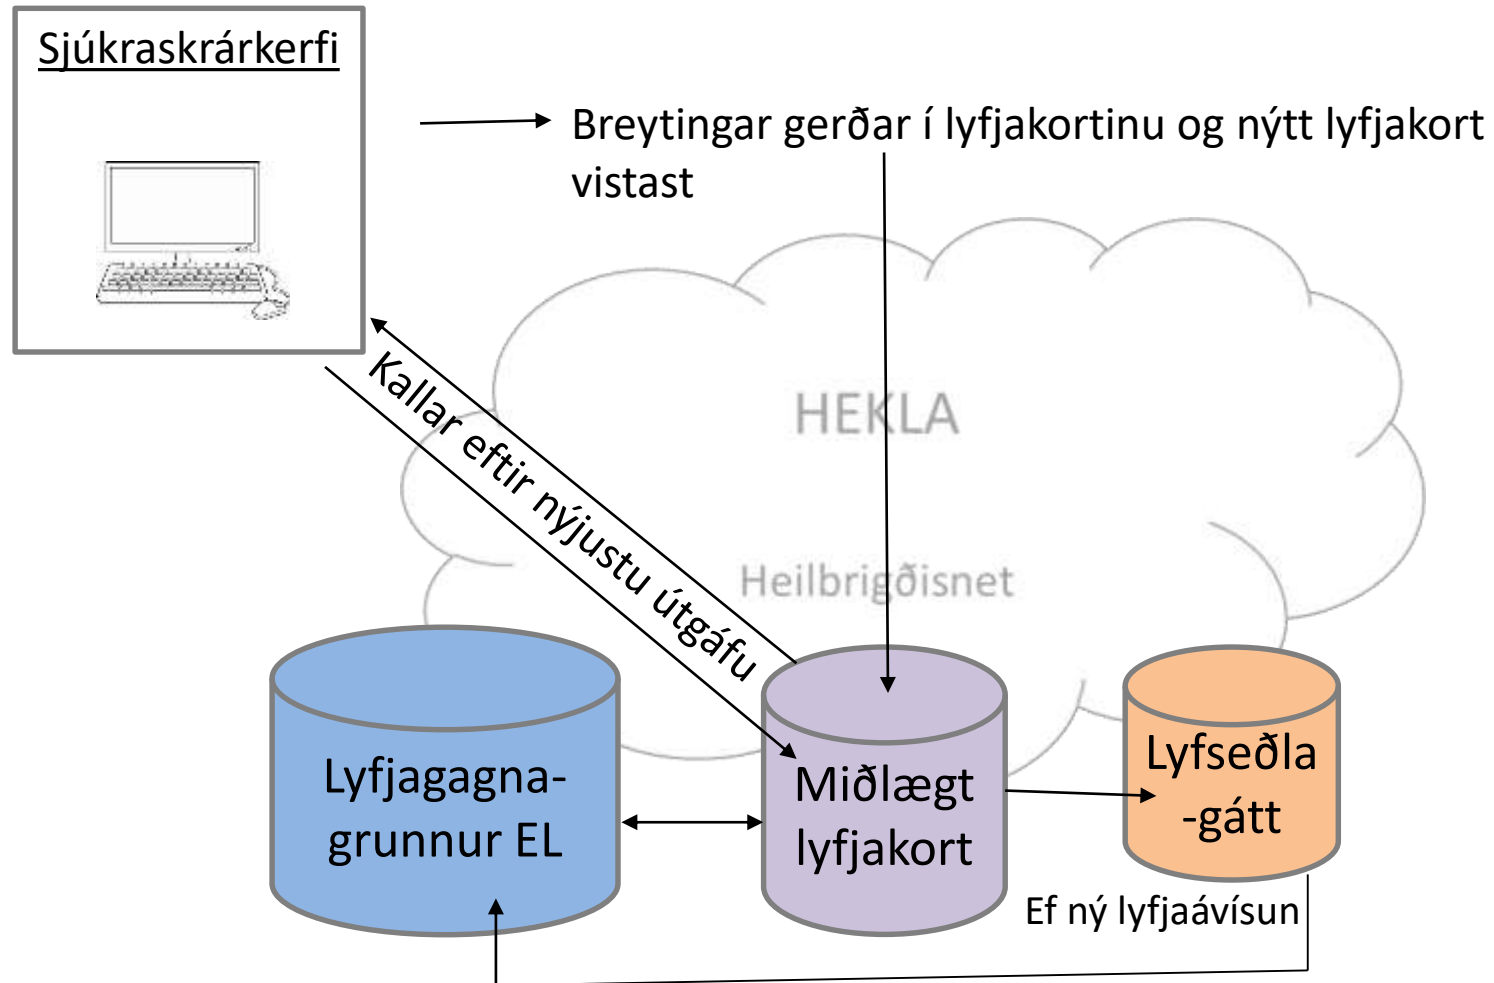 Sjúkraskrárkerfi
Breytingar gerðar í lyfjakortinu og nýtt lyfjakort
vistast
HEKLA
Kallar eftir nýjustu útgáfu
Heilbrigðisnet
Lyfjagagna-
grunnur EL
Miðlægt
lyfjakort
Lyfseðla
-gátt
Ef ný lyfjaávísun